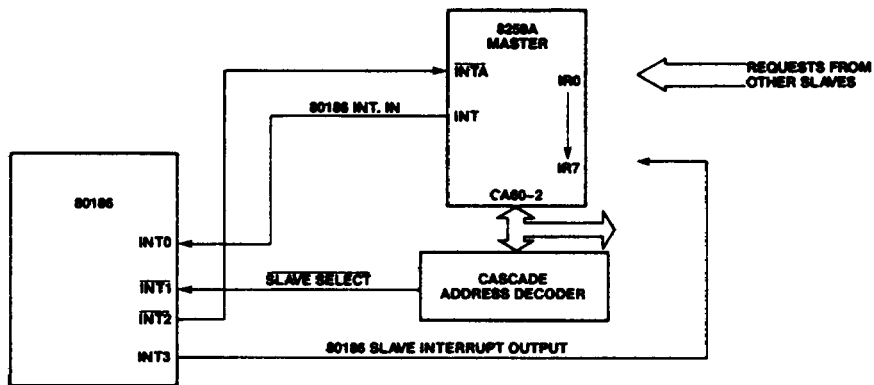 8259A
MASTER
INTA
IR0
REQUESTS FROM
OTHER SLAVES
80186 INT. IN
INT
IR7
80186
CAS0-2
INT0
SLAVE SELECT
CASCADE
ADDRESS DECODER
INT1
INT2
80186 SLAVE INTERRUPT OUTPUT
INT3